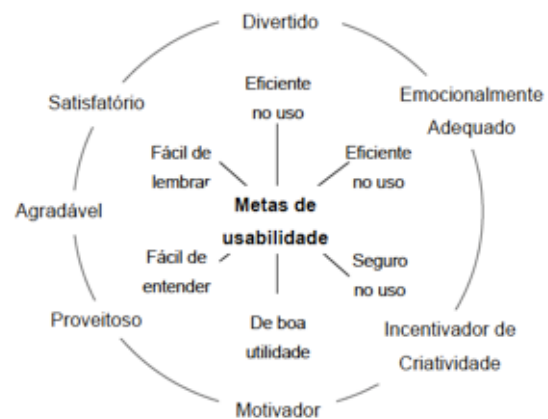 Divertido
Satisfatório
Eficiente
no uso
Emocionalmente
Adequado
Fácil de
lembrar
Eficiente
no uso
Agradável
Metas de
usabilidade
Fácil de
entender
Seguro
no uso
Proveitoso
De boa
utilidade
Incentivador de
Criatividade
Motivador